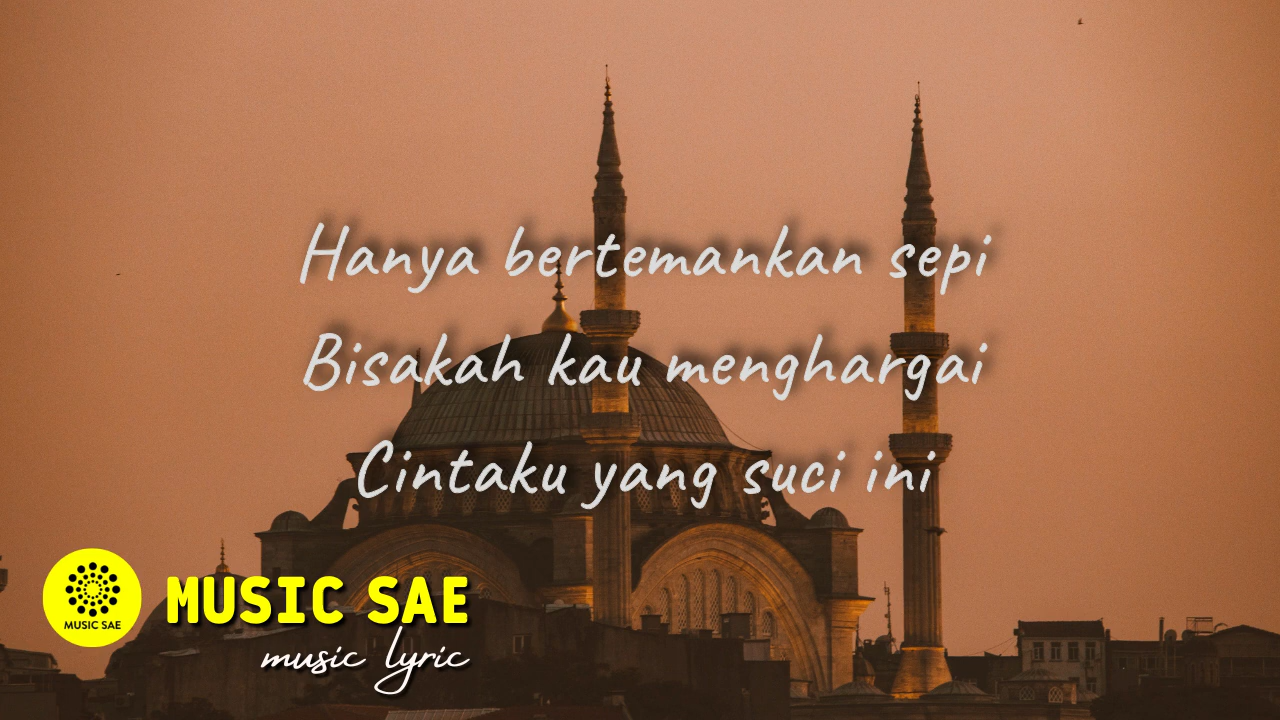 Hanya bertemankan sepi
Bisakah kau menghargai
Cintaku yang suci ini
MUSIC SAE
MUSIC SAE
music lyric